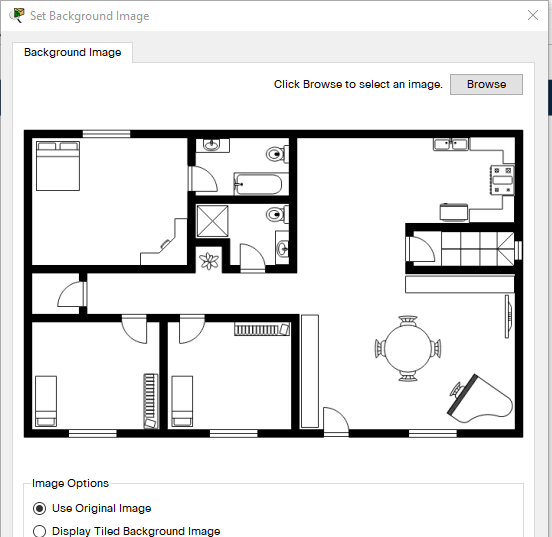 Set Background Image
Background Image
Click Browse to select an image. Browse
Image Options
Use Original Image
Display Tiled Background Image